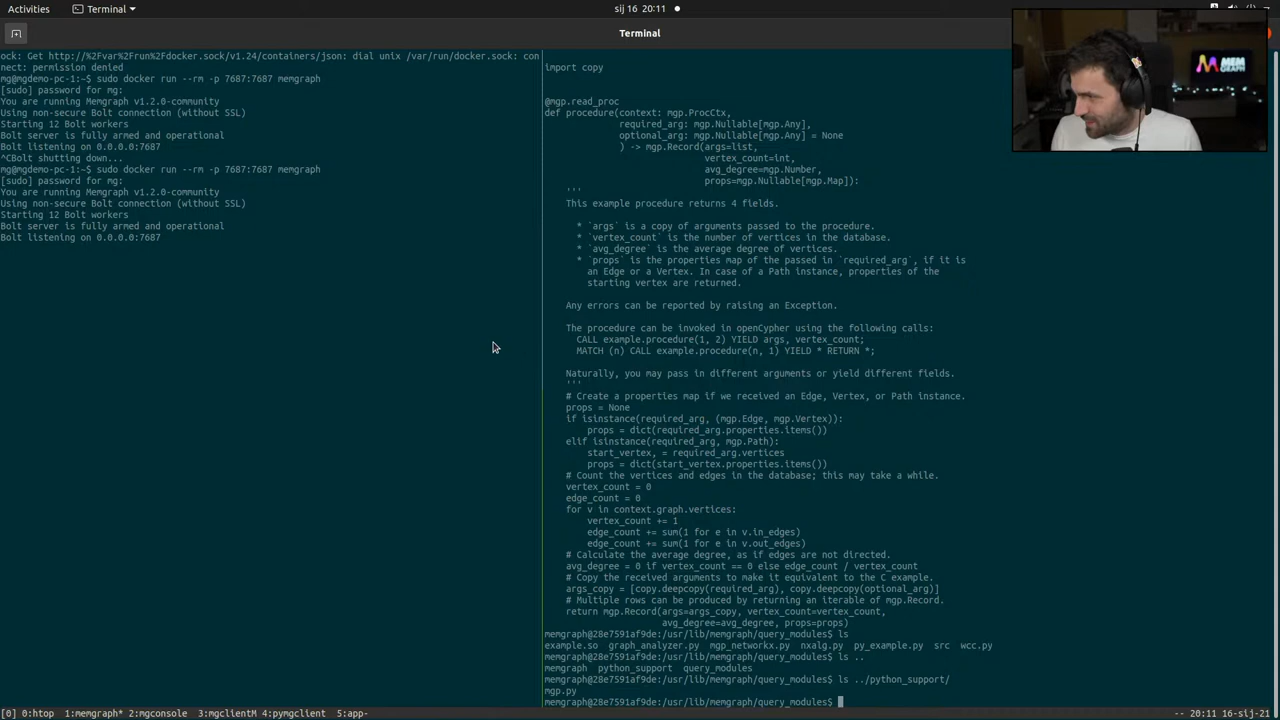 Activities
Memgraph
sij 16 20:11
Terminal
MEM
GRAPH
ock: Get http://%2Fvar%2Frun%2Fdocker.sock/v1.24/containers/json: dial unix /var/run/docker.sock: con
nect: permission denied
mg@mgdemo-pc-1:~$ sudo docker run --rm -p 7687:7687 memgraph
[sudo] password for mg:
You are running Memgraph v1.2.0-community
Using non-secure Bolt connection (without SSL)
Starting 12 Bolt workers
Bolt server is fully armed and operational
Bolt listening on 0.0.0.0:7687
^CBolt shutting down...
mg@mgdemo-pc-1:~$ sudo docker run --rm -p 7687:7687 memgraph
[sudo] password for mg:
You are running Memgraph v1.2.0-community
Using non-secure Bolt connection (without SSL)
Starting 12 Bolt workers
Bolt server is fully armed and operational
Bolt listening on 0.0.0.0:7687
import copy
@mgp.read_proc
def procedure(context: mgp.ProcCtx,
required_arg: mgp.Nullable[mgp.Any],
optional_arg: mgp.Nullable[mgp.Any] = None
) -> mgp.Record(args=list,
vertex_count=int,
avg_degree=mgp.Number,
props=mgp.Nullable[mgp.Map]):
'''
This example procedure returns 4 fields.
* `args` is a copy of arguments passed to the procedure.
* `vertex_count` is the number of vertices in the database.
* `avg_degree` is the average degree of vertices.
* `props` is the properties map of the passed in `required_arg`, if it is
an Edge or a Vertex. In case of a Path instance, properties of the
starting vertex are returned.
Any errors can be reported by raising an Exception.
The procedure can be invoked in openCypher using the following calls:
CALL example.procedure(1, 2) YIELD args, vertex_count;
MATCH (n) CALL example.procedure(n, 1) YIELD * RETURN *;
Naturally, you may pass in different arguments or yield different fields.
'''
# Create a properties map if we received an Edge, Vertex, or Path instance.
props = None
if isinstance(required_arg, (mgp.Edge, mgp.Vertex)):
props = dict(required_arg.properties.items())
elif isinstance(required_arg, mgp.Path):
start_vertex, = required_arg.vertices
props = dict(start_vertex.properties.items())
# Count the vertices and edges in the database; this may take a while.
vertex_count = 0
edge_count = 0
for v in context.graph.vertices:
vertex_count += 1
edge_count += sum(1 for e in v.in_edges)
edge_count += sum(1 for e in v.out_edges)
# Calculate the average degree, as if edges are not directed.
avg_degree = 0 if vertex_count == 0 else edge_count / vertex_count
# Copy the received arguments to make it equivalent to the C example.
args_copy = [copy.deepcopy(required_arg), copy.deepcopy(optional_arg)]
# Multiple rows can be produced by returning an iterable of mgp.Record.
return mgp.Record(args=args_copy, vertex_count=vertex_count,
avg_degree=avg_degree, props=props)
memgraph@28e7591af9de:/usr/lib/memgraph/query_modules$ ls
example.so graph_analyzer.py mgp_networkx.py nxalg.py py_example.py src wcc.py
memgraph@28e7591af9de:/usr/lib/memgraph/query_modules$ ls ..
memgraph python_support query_modules
memgraph@28e7591af9de:/usr/lib/memgraph/query_modules$ ls ../python_support/
mgp.py
memgraph@28e7591af9de:/usr/lib/memgraph/query_modules$
[0] 0:htop 1:memgraph* 2:mgconsole 3:mgclientM 4:pymgclient 5:app- -- 20:11 16-sij-21